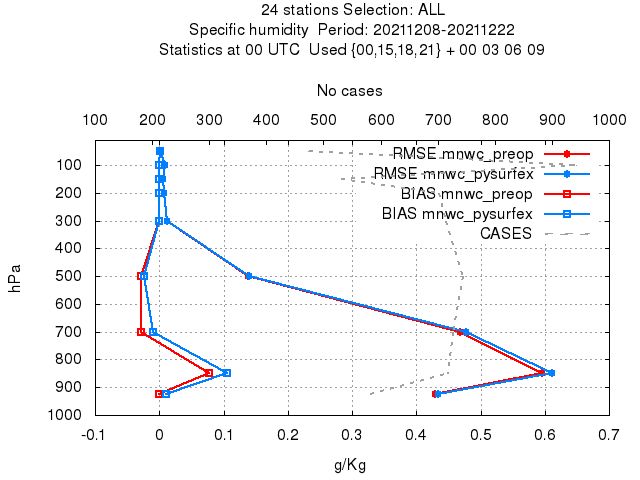 24 stations Selection: ALL
Specific humidity  Period: 20211208-20211222
Statistics at 00 UTC  Used {00,15,18,21} + 00 03 06 09
No cases
100 200 300 400 500 600 700 800 900 1000
RMSE mnwc_preop
RMSE mnwc_pysurfex
BIAS mnwc_preop
BIAS mnwc_pysurfex
CASES
hPa
100
200
300
400
500
600
700
800
900
1000
-0.1 0 0.1 0.2 0.3 0.4 0.5 0.6 0.7
g/Kg